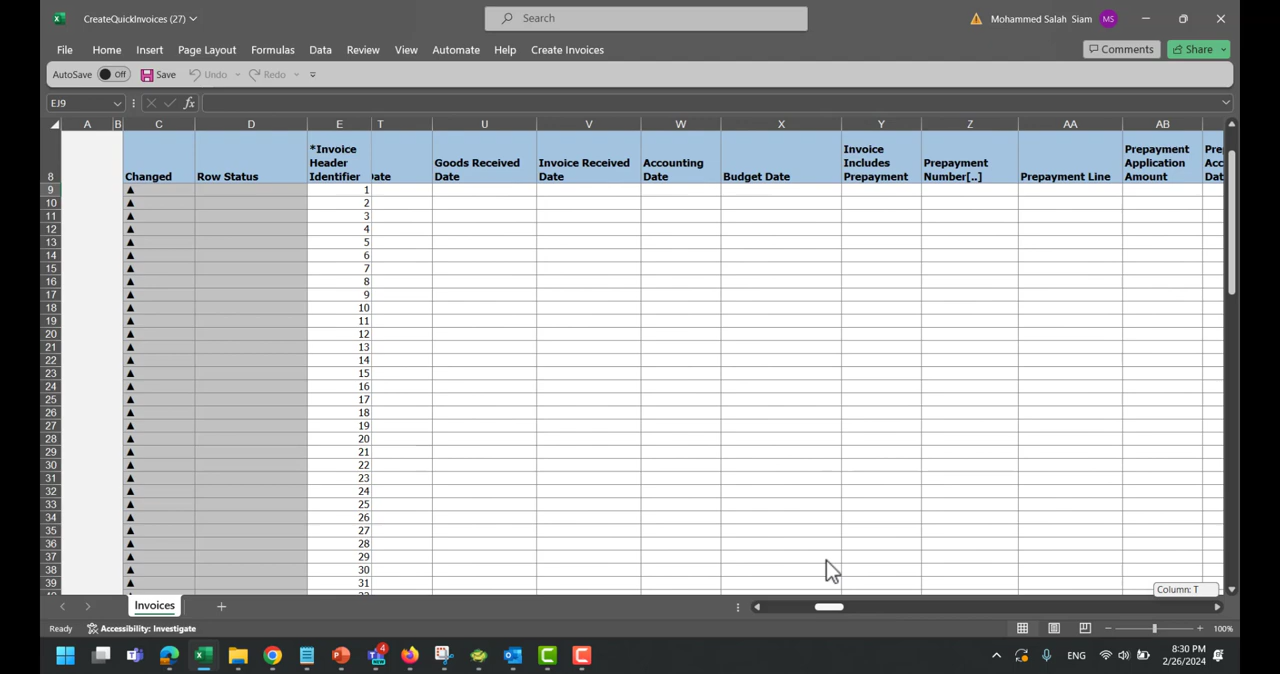 CreateQuickInvoices (27)
Search
Mohammed Salah Siam
MS
File Home Insert Page Layout Formulas Data Review View Automate Help Create Invoices
Comments
Share
AutoSave Off Save Undo Redo
EJ9
fx
A B C D E T U V W X Y Z AA AB
8
Changed
Row Status
*Invoice
Header
Identifier
Date
Goods Received
Date
Invoice Received
Date
Accounting
Date
Budget Date
Invoice
Includes
Prepayment
Prepayment
Number[..]
Prepayment Line
Prepayment
Application
Amount
Pre
Acc
Dat
9 ▲ 1
10 ▲ 2
11 ▲ 3
12 ▲ 4
13 ▲ 5
14 ▲ 6
15 ▲ 7
16 ▲ 8
17 ▲ 9
18 ▲ 10
19 ▲ 11
20 ▲ 12
21 ▲ 13
22 ▲ 14
23 ▲ 15
24 ▲ 16
25 ▲ 17
26 ▲ 18
27 ▲ 19
28 ▲ 20
29 ▲ 21
30 ▲ 22
31 ▲ 23
32 ▲ 24
33 ▲ 25
34 ▲ 26
35 ▲ 27
36 ▲ 28
37 ▲ 29
38 ▲ 30
39 ▲ 31
Column: T
Invoices
Ready
Accessibility: Investigate
100%
4
ENG
8:30 PM
2/26/2024